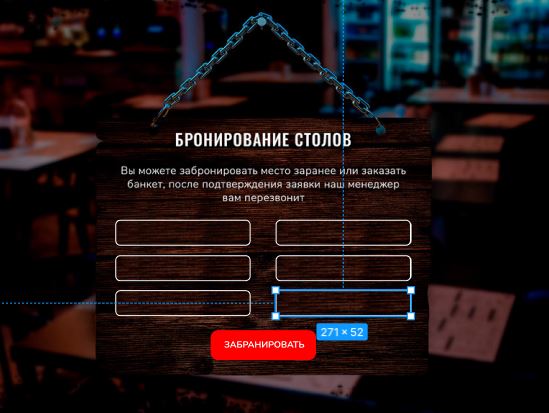 БРОНИРОВАНИЕ СТОЛОВ
Вы можете забронировать место заранее или заказать
банкет, после подтверждения заявки наш менеджер
вам перезвонит
271 × 52
ЗАБРАНИРОВАТЬ